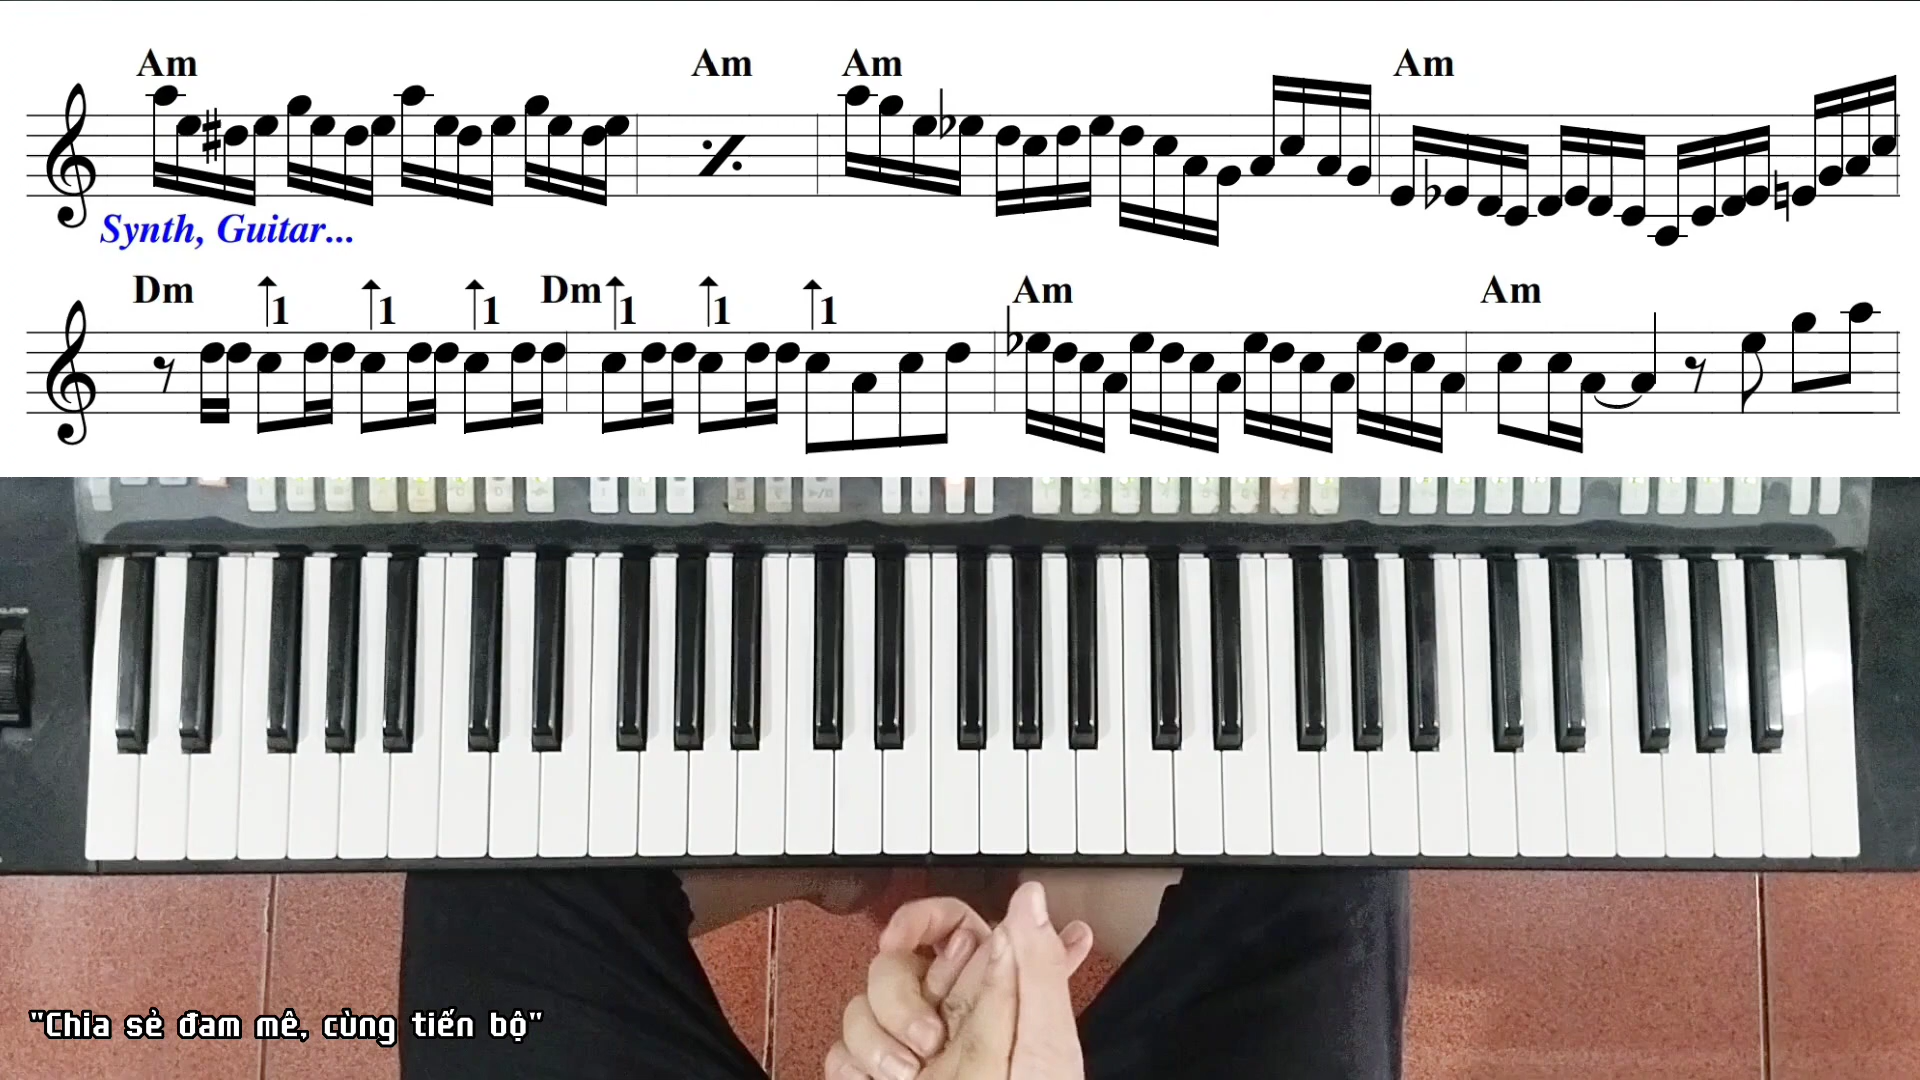 Am Am Am Am
Synth, Guitar...
Dm 1 1 1 Dm 1 1 1 Am Am
"Chia sẻ đam mê, cùng tiến bộ"